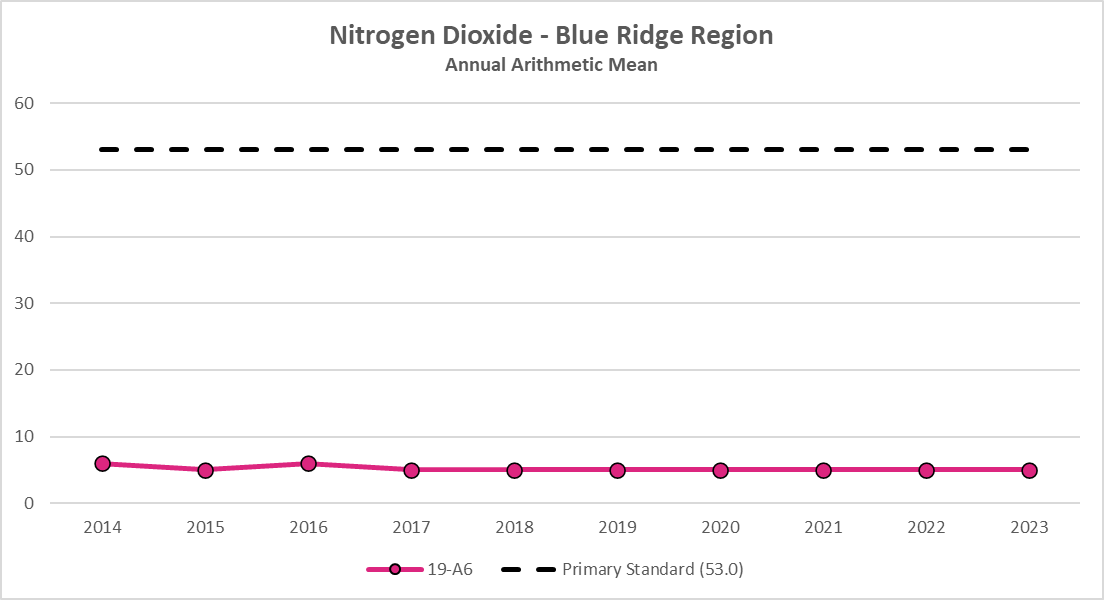 Nitrogen Dioxide - Blue Ridge Region
Annual Arithmetic Mean
60
50
40
30
20
10
0
2014 2015 2016 2017 2018 2019 2020 2021 2022 2023
19-A6 Primary Standard (53.0)